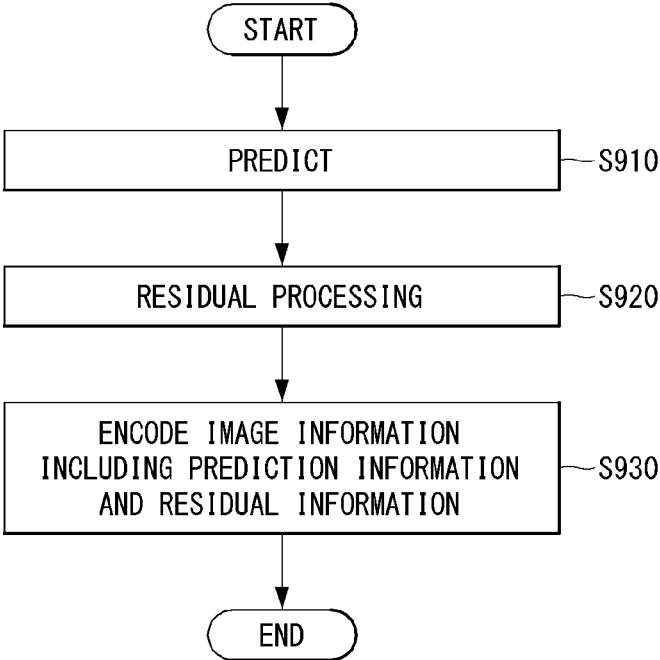 START
PREDICT
S910
RESIDUAL PROCESSING
S920
ENCODE IMAGE INFORMATION
INCLUDING PREDICTION INFORMATION
AND RESIDUAL INFORMATION
S930
END